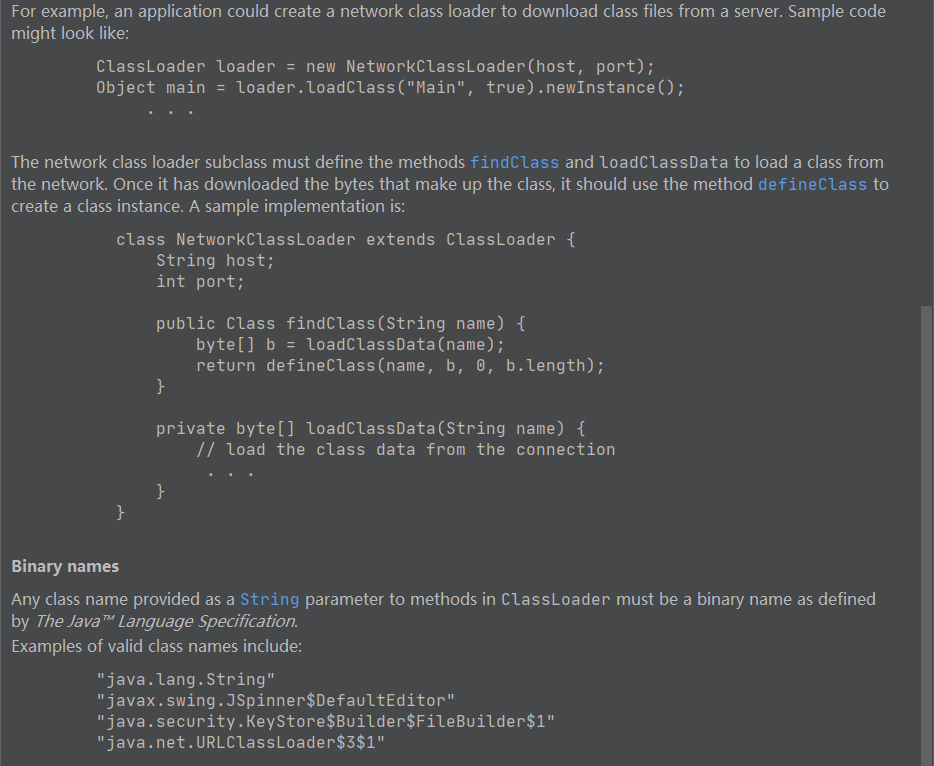 For example, an application could create a network class loader to download class files from a server. Sample code
might look like:
ClassLoader loader = new NetworkClassLoader(host, port);
Object main = loader.loadClass("Main", true).newInstance();
. . .
The network class loader subclass must define the methods findClass and loadClassData to load a class from
the network. Once it has downloaded the bytes that make up the class, it should use the method defineClass to
create a class instance. A sample implementation is:
class NetworkClassLoader extends ClassLoader {
String host;
int port;
public Class findClass(String name) {
byte[] b = loadClassData(name);
return defineClass(name, b, 0, b.length);
}
private byte[] loadClassData(String name) {
// load the class data from the connection
. . .
}
}
Binary names
Any class name provided as a String parameter to methods in ClassLoader must be a binary name as defined
by The Java™ Language Specification.
Examples of valid class names include:
"java.lang.String"
"javax.swing.JSpinner$DefaultEditor"
"java.security.KeyStore$Builder$FileBuilder$1"
"java.net.URLClassLoader$3$1"